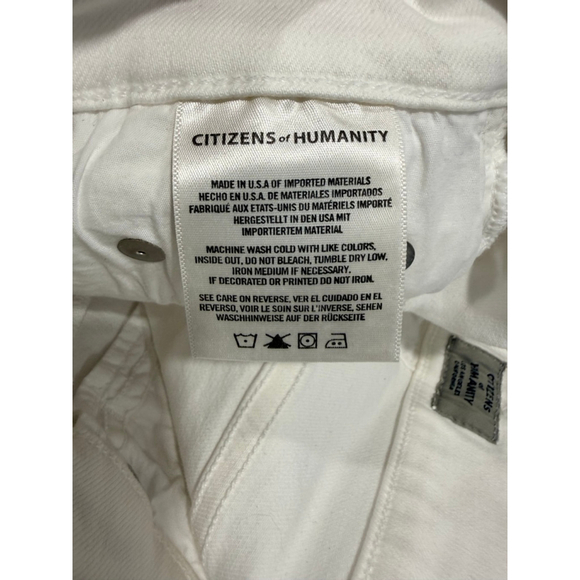 CITIZENS of HUMANITY
MADE IN U.S.A OF IMPORTED MATERIALS
HECHO EN U.S.A. DE MATERIALES IMPORTADOS
FABRIQUÉ AUX ETATS-UNIS DU MATÉRIELS IMPORTÉ
HERGESTELLT IN DEN USA MIT
IMPORTIERTEM MATERIAL
MACHINE WASH COLD WITH LIKE COLORS,
INSIDE OUT, DO NOT BLEACH, TUMBLE DRY LOW,
IRON MEDIUM IF NECESSARY.
IF DECORATED OR PRINTED DO NOT IRON.
SEE CARE ON REVERSE, VER EL CUIDADO EN EL
REVERSO, VOIR LE SOIN SUR L'INVERSE, SEHEN
WASCHHINWEISE AUF DER RÜCKSEITE
CITIZENS
of
HUMANITY